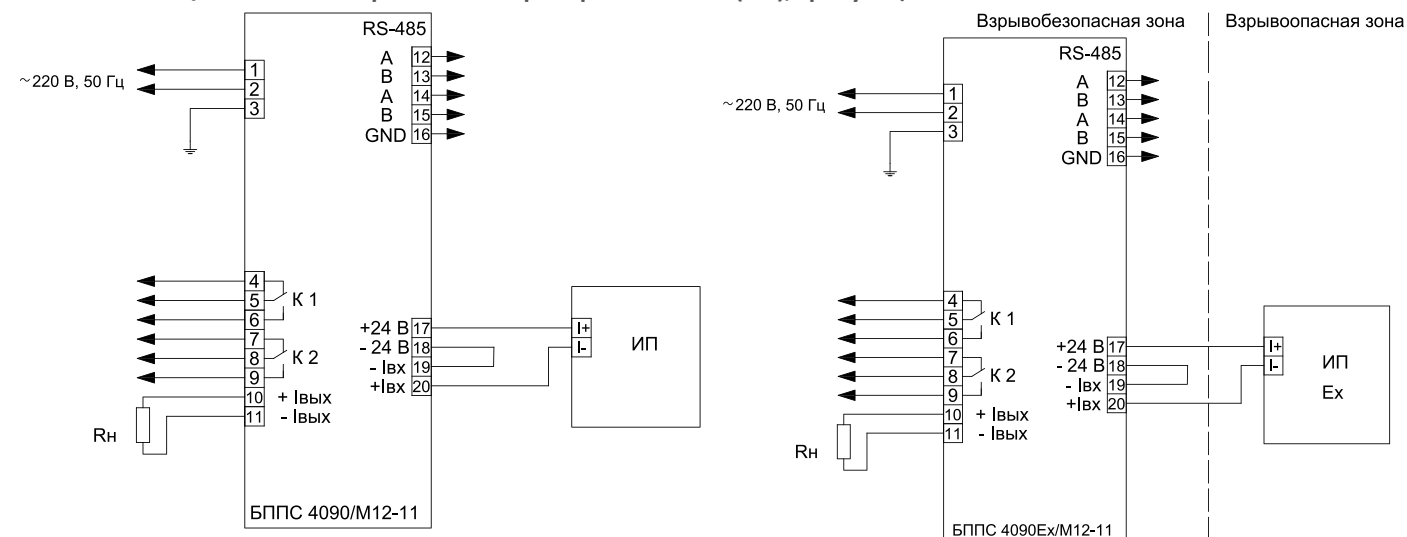 RS-485
~220 В, 50 Гц
1
2
3
A 12
B 13
A 14
B 15
GND 16
4
5 К 1
6
7
8 К 2
9
10 + Iвых
11 - Iвых
Rн
+24 В 17
- 24 В 18
- Iвх 19
+Iвх 20
I+
I-
ИП
БППС 4090/М12-11
Взрывобезопасная зона
Взрывоопасная зона
RS-485
~220 В, 50 Гц
1
2
3
A 12
B 13
A 14
B 15
GND 16
4
5 К 1
6
7
8 К 2
9
10 + Iвых
11 - Iвых
Rн
+24 В 17
- 24 В 18
- Iвх 19
+Iвх 20
I+
I-
ИП
Ex
БППС 4090Ex/М12-11